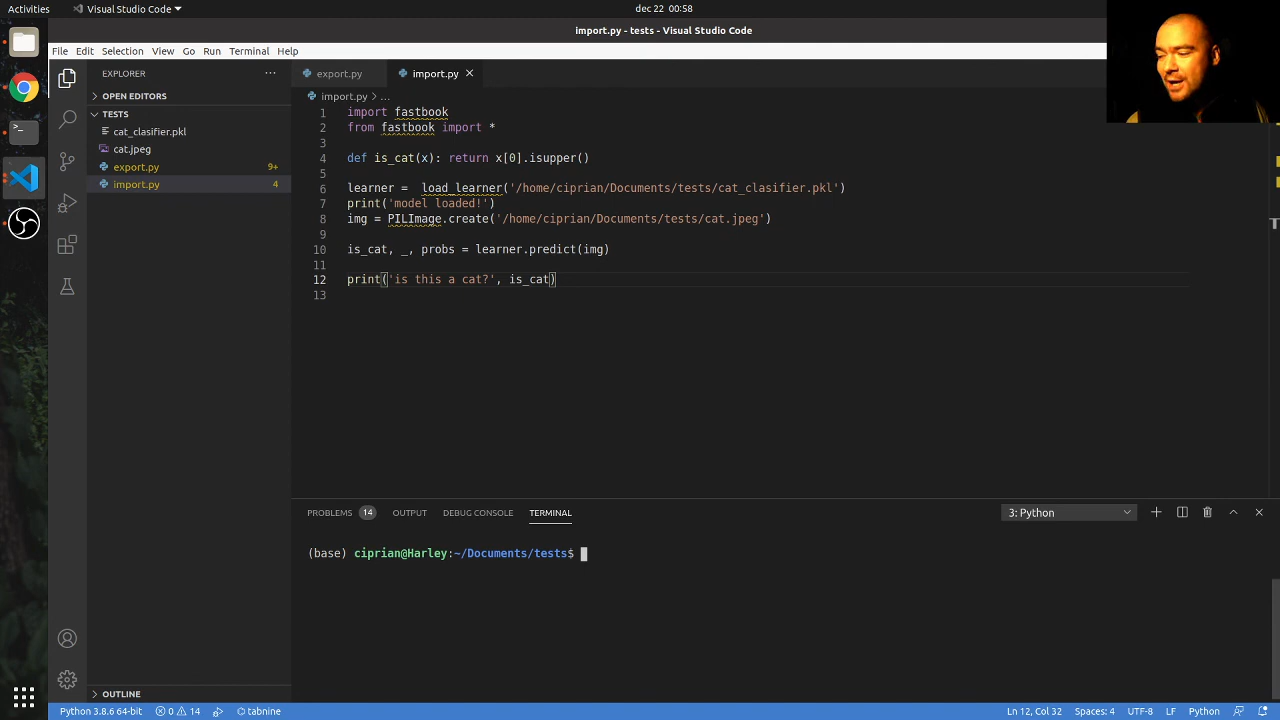 Activities
Visual Studio Code
dec 22 00:58
import.py - tests - Visual Studio Code
File Edit Selection View Go Run Terminal Help
EXPLORER
OPEN EDITORS
TESTS
cat_clasifier.pkl
cat.jpeg
export.py 9+
import.py 4
OUTLINE
export.py
import.py
import.py > ...
1 import fastbook
2 from fastbook import *
3
4 def is_cat(x): return x[0].isupper()
5
6 learner =  load_learner('/home/ciprian/Documents/tests/cat_clasifier.pkl')
7 print('model loaded!')
8 img = PILImage.create('/home/ciprian/Documents/tests/cat.jpeg')
9
10 is_cat, _, probs = learner.predict(img)
11
12 print('is this a cat?', is_cat)
13
PROBLEMS 14 OUTPUT DEBUG CONSOLE TERMINAL
3: Python
(base) ciprian@Harley:~/Documents/tests$
Python 3.8.6 64-bit 0 14 tabnine
Ln 12, Col 32 Spaces: 4 UTF-8 LF Python